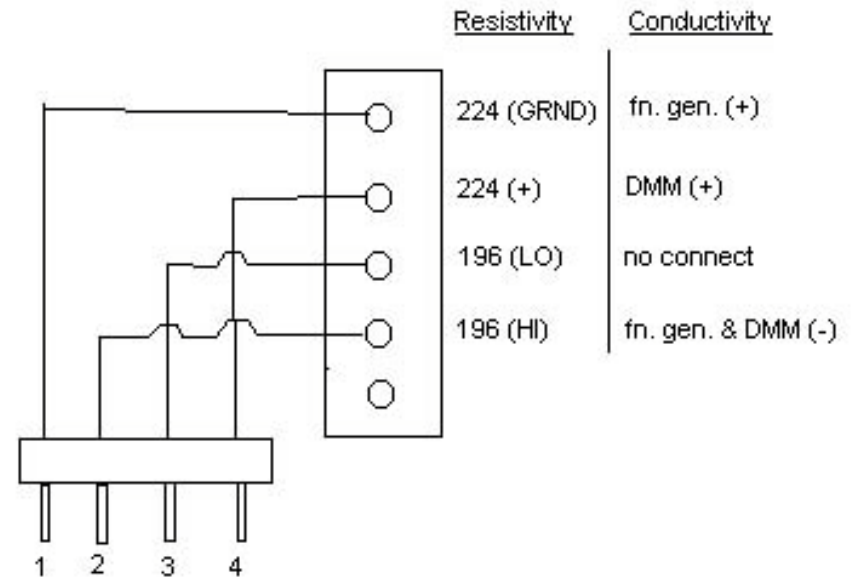 Resistivity Conductivity
224 (GRND) fn. gen. (+)
224 (+) DMM (+)
196 (LO) no connect
196 (HI) fn. gen. & DMM (-)
1 2 3 4